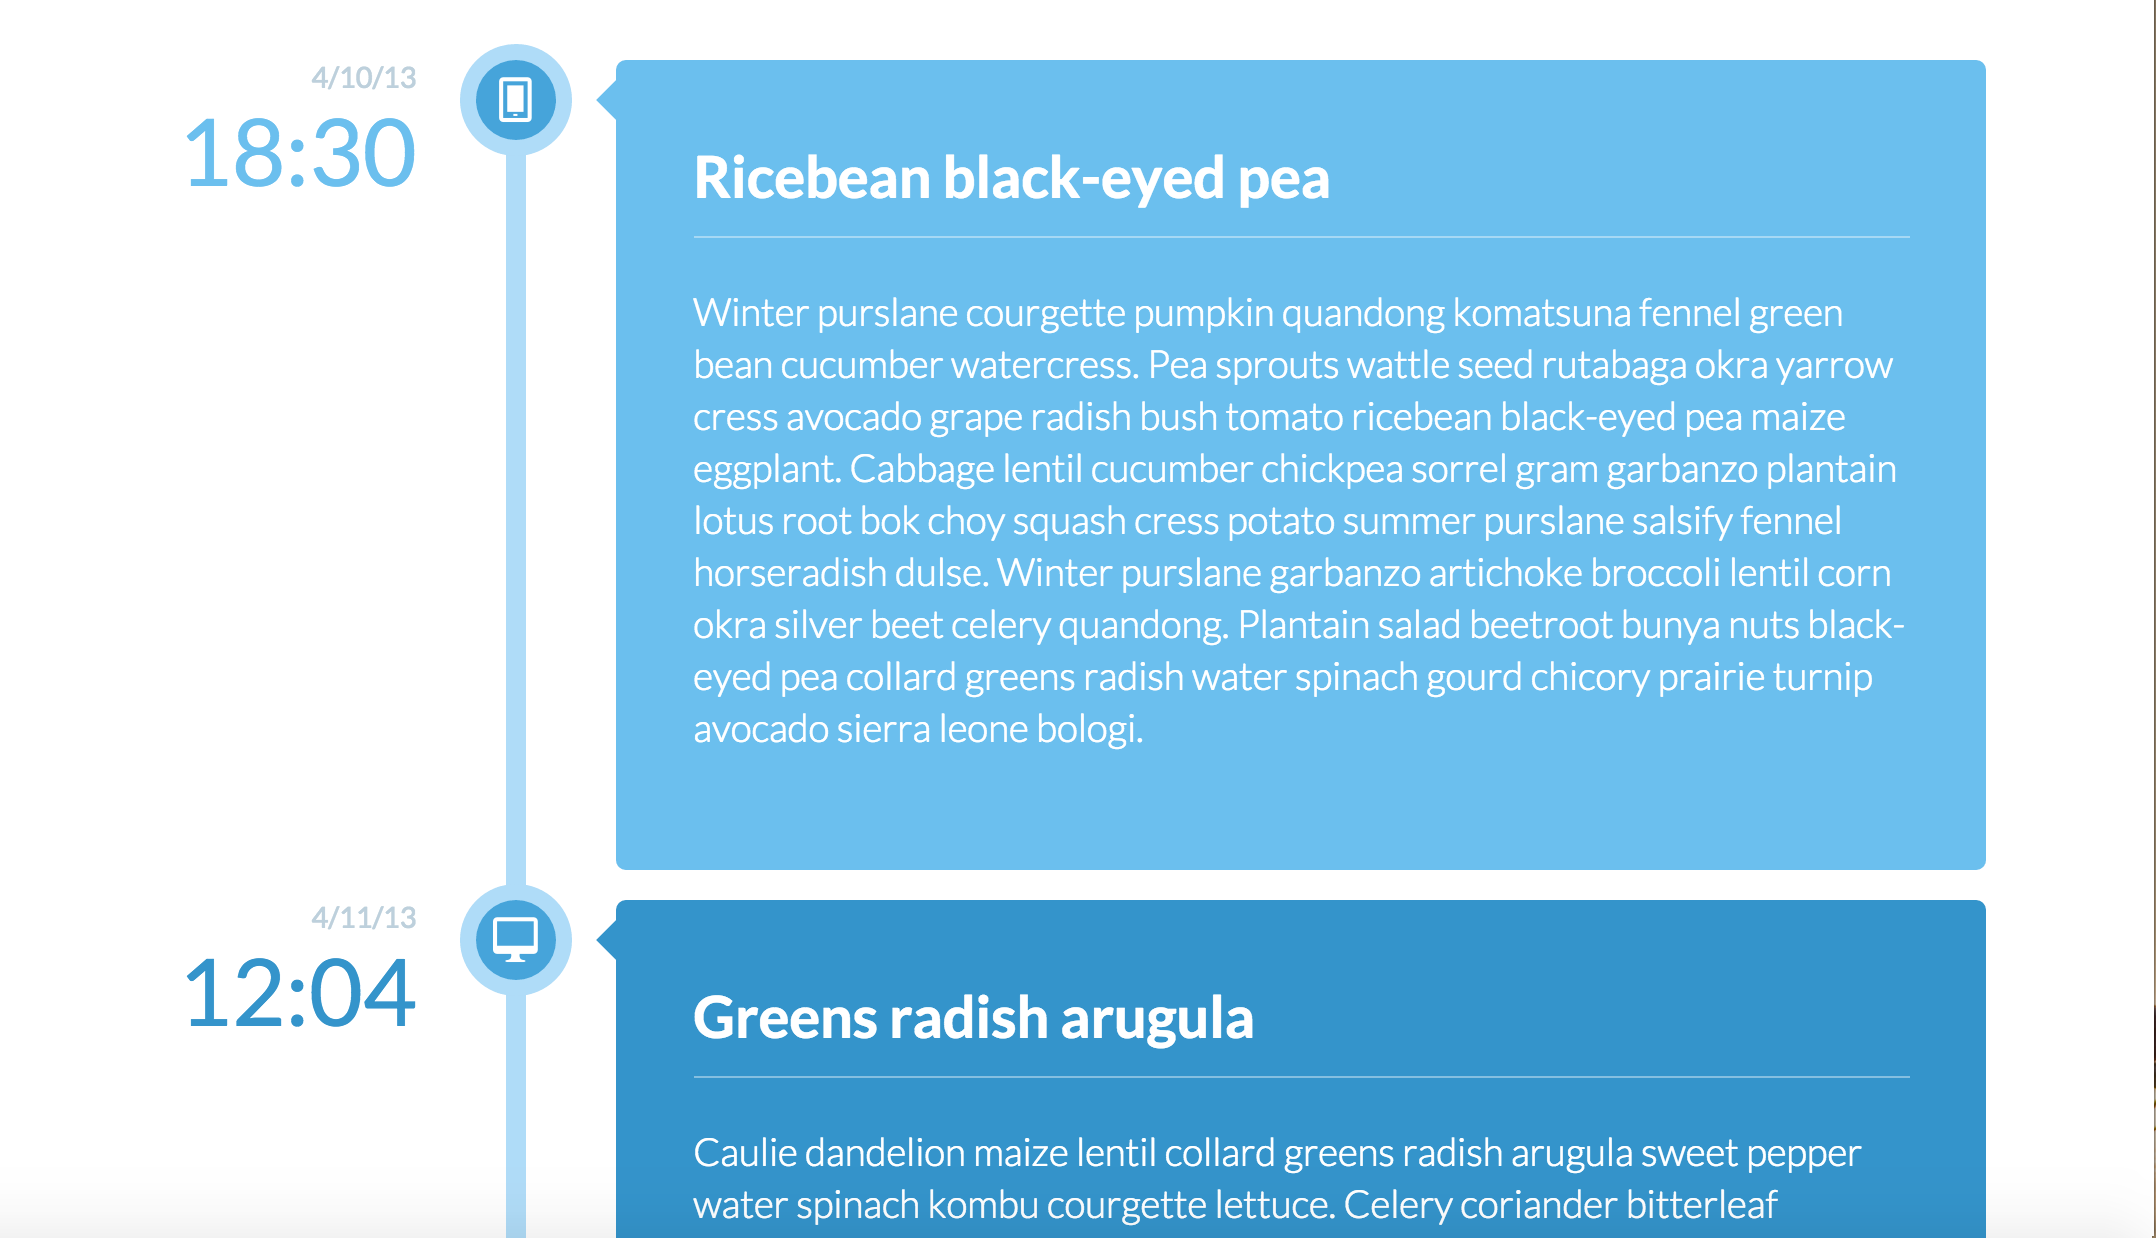 4/10/13
18:30
Ricebean black-eyed pea
Winter purslane courgette pumpkin quandong komatsuna fennel green
bean cucumber watercress. Pea sprouts wattle seed rutabaga okra yarrow
cress avocado grape radish bush tomato ricebean black-eyed pea maize
eggplant. Cabbage lentil cucumber chickpea sorrel gram garbanzo plantain
lotus root bok choy squash cress potato summer purslane salsify fennel
horseradish dulse. Winter purslane garbanzo artichoke broccoli lentil corn
okra silver beet celery quandong. Plantain salad beetroot bunya nuts black-
eyed pea collard greens radish water spinach gourd chicory prairie turnip
avocado sierra leone bologi.
4/11/13
12:04
Greens radish arugula
Caulie dandelion maize lentil collard greens radish arugula sweet pepper
water spinach kombu courgette lettuce. Celery coriander bitterleaf